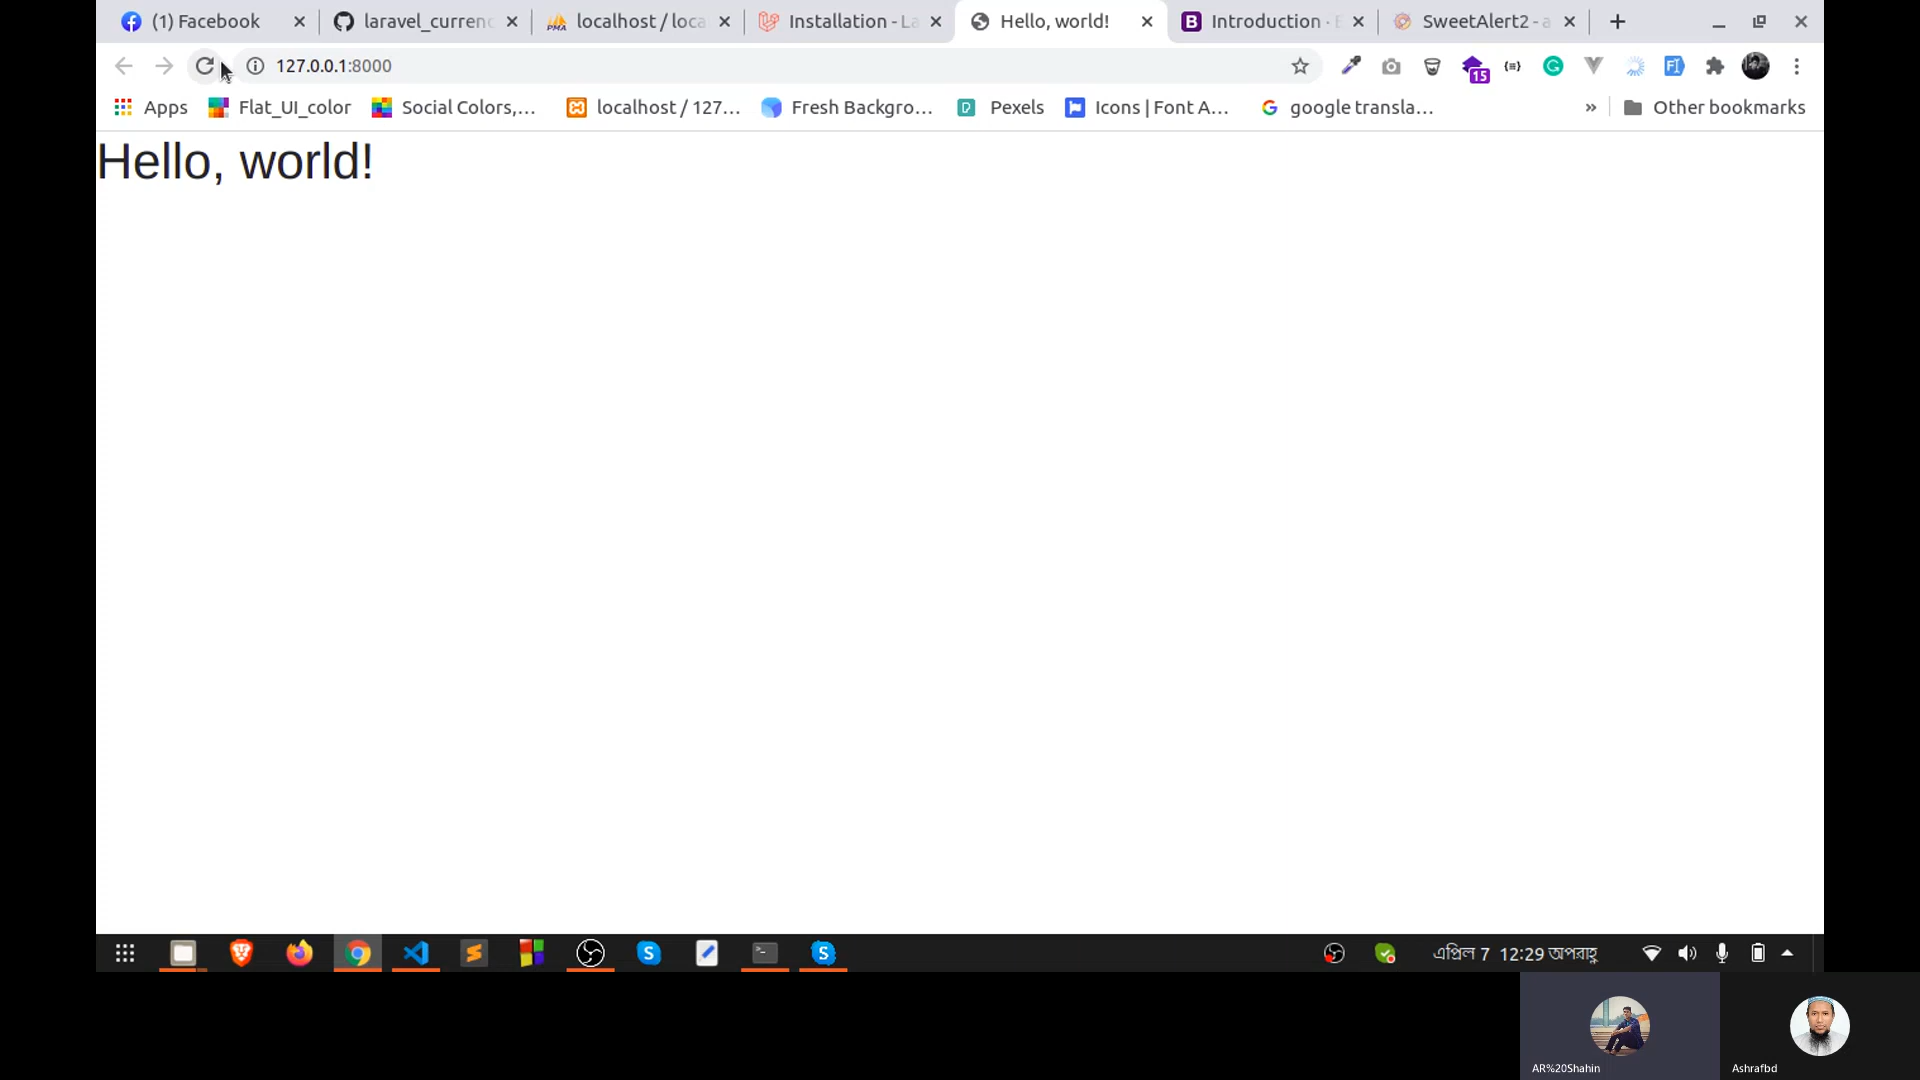 (1) Facebook
laravel_currenc
localhost / loca
Installation - La
Hello, world!
Introduction · B
SweetAlert2 - a
127.0.0.1:8000
15
Apps
Flat_UI_color
Social Colors,...
localhost / 127...
Fresh Backgro...
Pexels
Icons | Font A...
google transla...
»
Other bookmarks
Hello, world!
এপ্রিল 7 12:29 অপরাহ্ণ
AR%20Shahin
Ashrafbd